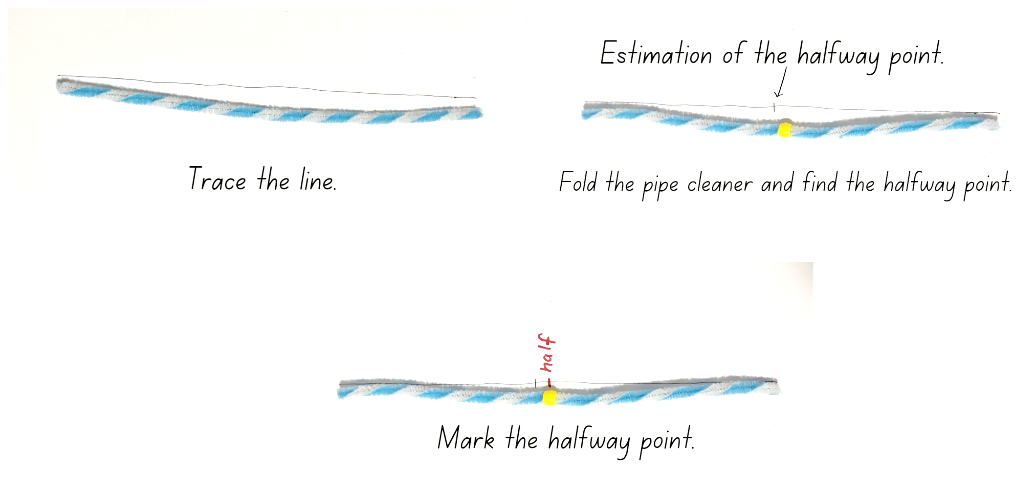 Estimation of the halfway point.
Trace the line.
Fold the pipe cleaner and find the halfway point.
half
Mark the halfway point.